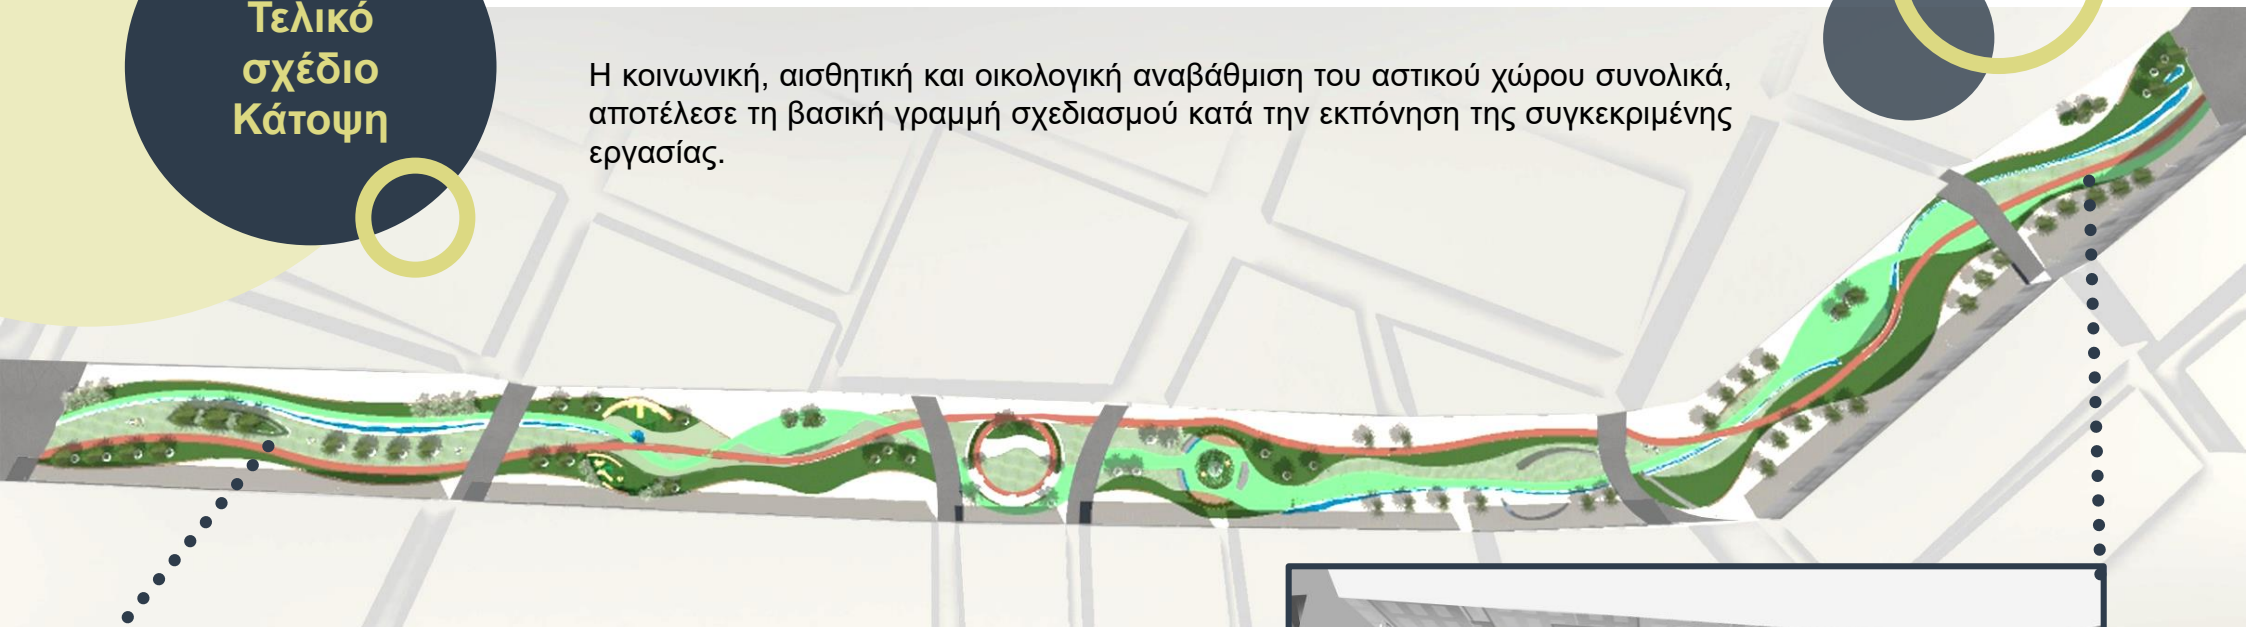 Τελικό
σχέδιο
Κάτοψη
Η κοινωνική, αισθητική και οικολογική αναβάθμιση του αστικού χώρου συνολικά,
αποτέλεσε τη βασική γραμμή σχεδιασμού κατά την εκπόνηση της συγκεκριμένης
εργασίας.